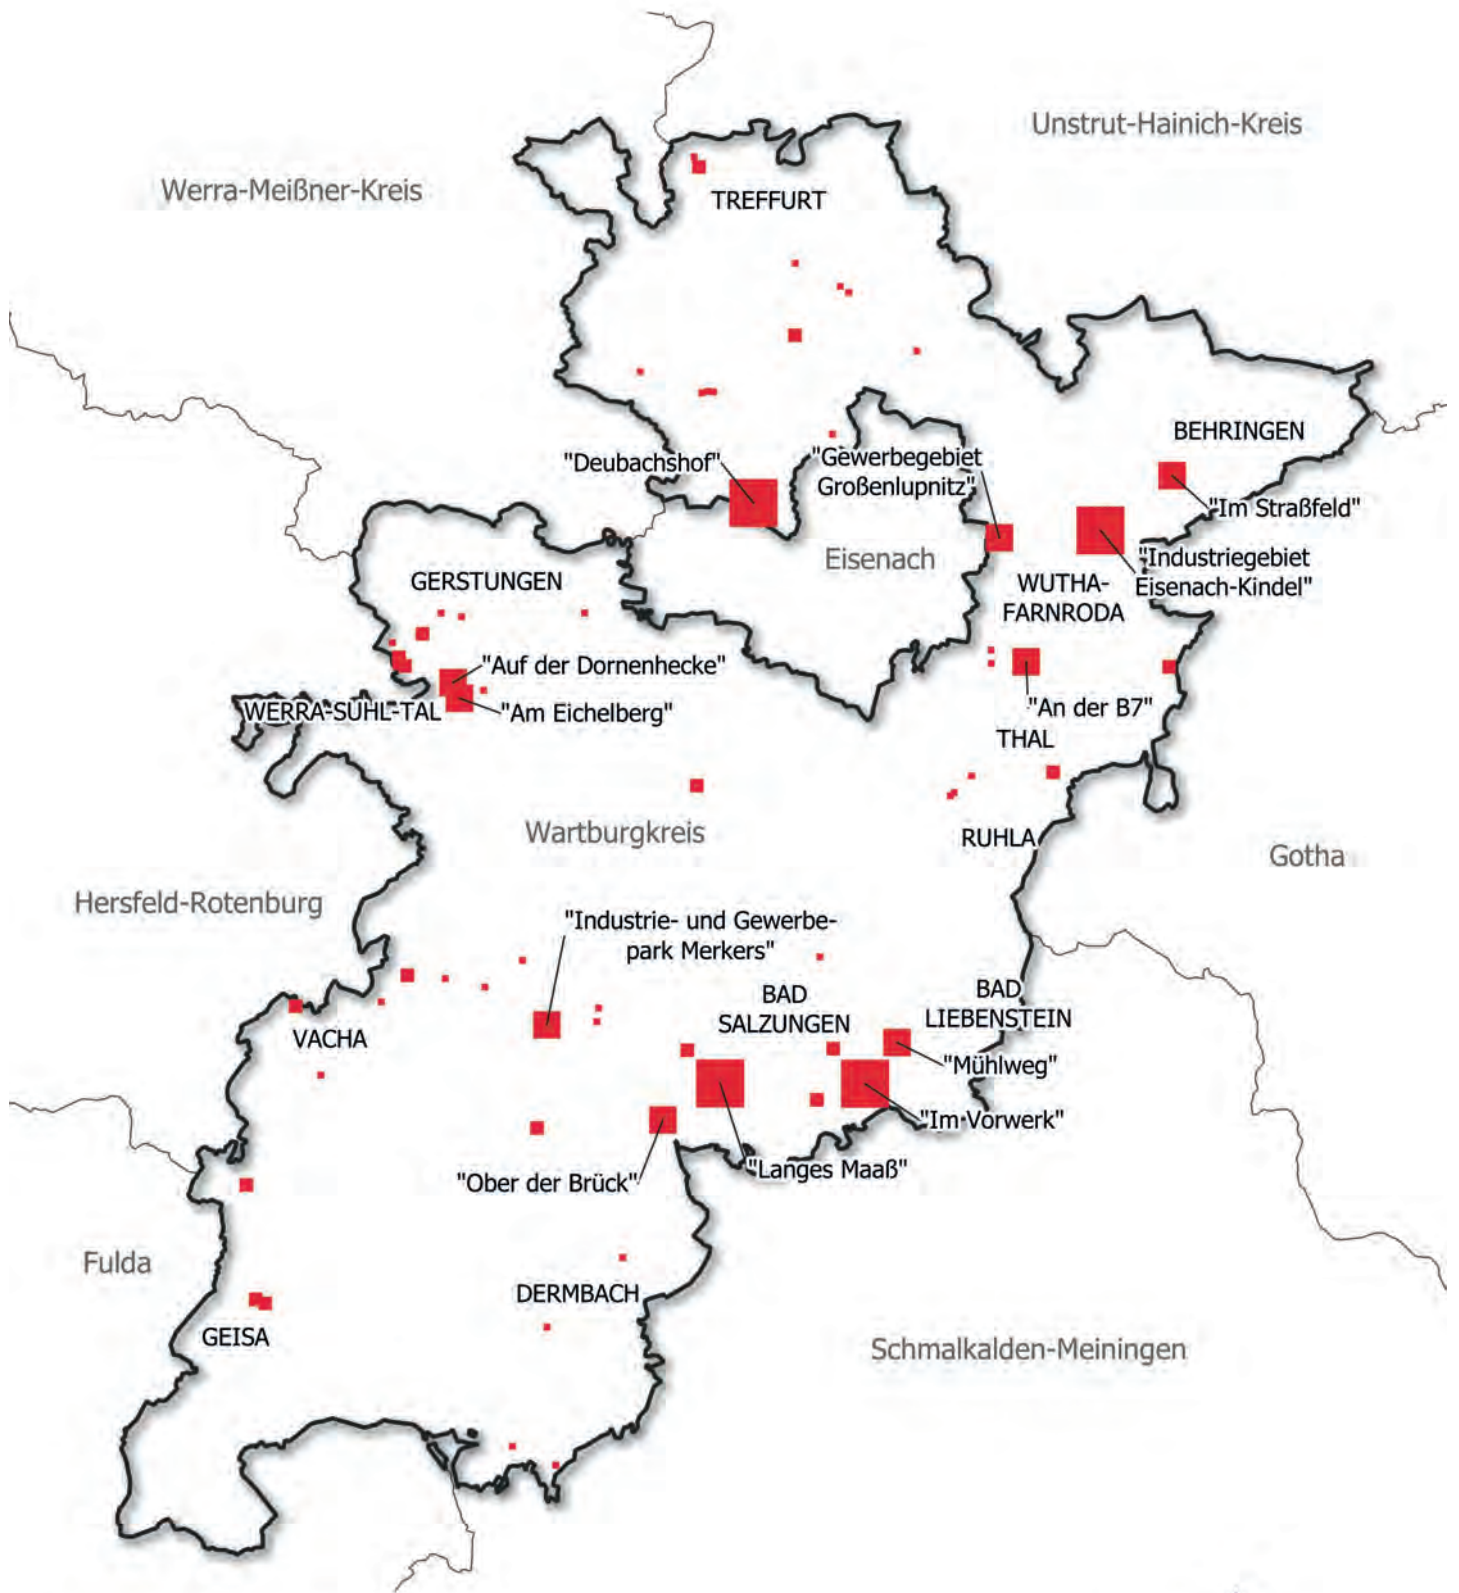 Unstrut-Hainich-Kreis
Werra-Meißner-Kreis
TREFFURT
BEHRINGEN
"Deubachshof"
"Gewerbegebiet
Großenlupnitz"
"Im Straßfeld"
Eisenach
"Industriegebiet
Eisenach-Kindel"
GERSTUNGEN
WUTHA-
FARNRODA
"Auf der Dornenhecke"
WERRA-SUHL-TAL
"Am Eichelberg"
"An der B7"
THAL
Wartburgkreis
RUHLA
Gotha
Hersfeld-Rotenburg
"Industrie- und Gewerbe-
park Merkers"
BAD
SALZUNGEN
BAD
LIEBENSTEIN
VACHA
"Mühlweg"
"Im Vorwerk"
"Langes Maaß"
"Ober der Brück"
Fulda
DERMBACH
GEISA
Schmalkalden-Meiningen